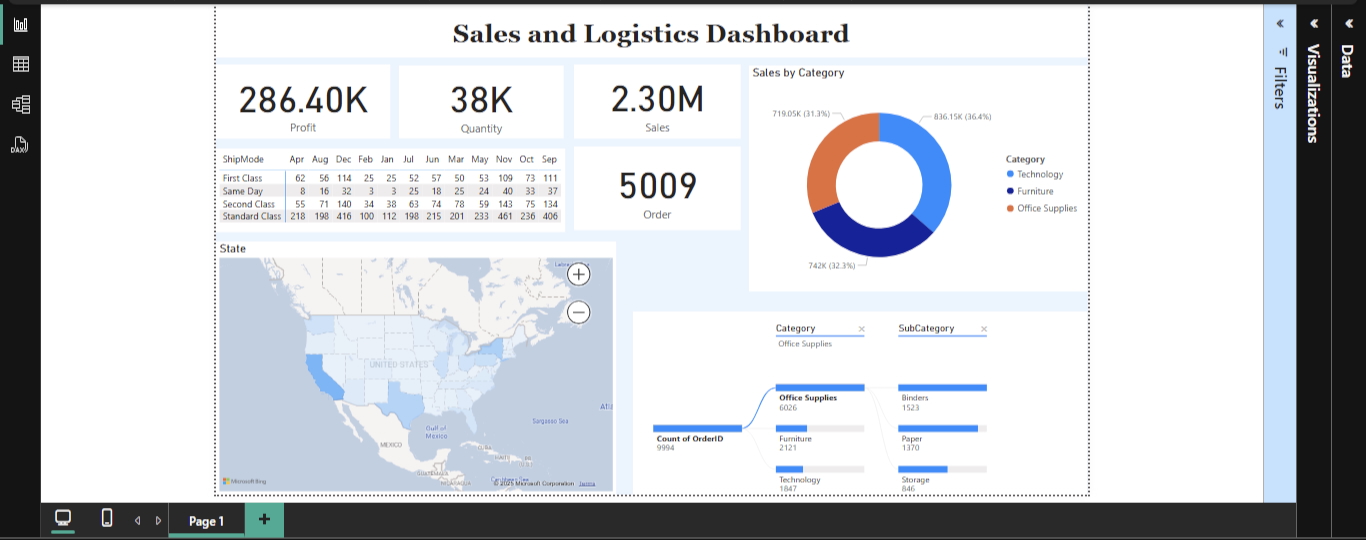 Sales and Logistics Dashboard
286.40K
Profit
38K
Quantity
2.30M
Sales
5009
Order
ShipMode Apr Aug Dec Feb Jan Jul Jun Mar May Nov Oct Sep
First Class 62 56 114 25 25 52 57 50 53 109 73 111
Same Day 8 16 32 3 3 25 18 25 24 40 33 37
Second Class 55 71 140 34 38 63 74 78 59 143 75 134
Standard Class 218 198 416 100 112 198 215 201 233 461 236 406
Sales by Category
719.05K (31.3%)
836.15K (36.4%)
742K (32.3%)
Category
Technology
Furniture
Office Supplies
State
UNITED STATES
MEXICO
Gulf of
Mexico
Sargasso Sea
CUBA
GUATEMALA
NICARAGUA
Caribbean Sea
Microsoft Bing
© 2025 Microsoft Corporation Terms
Category
Office Supplies
SubCategory
Count of OrderID
9994
Office Supplies
6026
Furniture
2121
Technology
1847
Binders
1523
Paper
1370
Storage
846
Filters
Visualizations
Data
DAX
Page 1